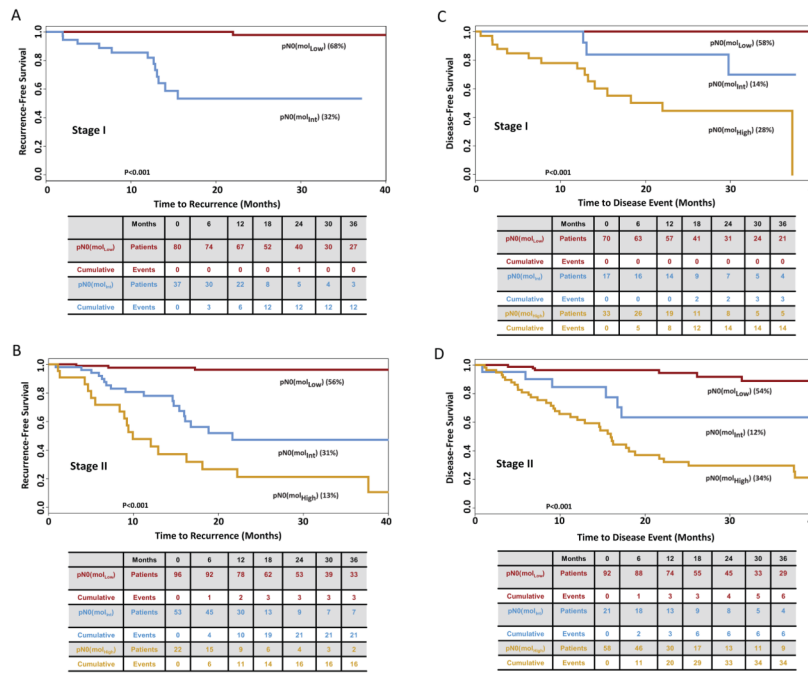 A
Recurrence-Free Survival
1.0
0.8
0.6
0.4
0.2
0.0
pN0(molLow) (68%)
pN0(molInt) (32%)
Stage I
P<0.001
0 10 20 30 40
Time to Recurrence (Months)
Months 0 6 12 18 24 30 36
pN0(molLow) Patients 80 74 67 52 40 30 27
Cumulative Events 0 0 0 0 1 0 0
pN0(molInt) Patients 37 30 22 8 5 4 3
Cumulative Events 0 3 6 12 12 12 12
B
Recurrence-Free Survival
1.0
0.8
0.6
0.4
0.2
0.0
pN0(molLow) (56%)
pN0(molInt) (31%)
pN0(molHigh) (13%)
Stage II
P<0.001
0 10 20 30 40
Time to Recurrence (Months)
Months 0 6 12 18 24 30 36
pN0(molLow) Patients 96 92 78 62 53 39 33
Cumulative Events 0 1 2 3 3 3 3
pN0(molInt) Patients 53 45 30 13 9 7 7
Cumulative Events 0 4 10 19 21 21 21
pN0(molHigh) Patients 22 15 9 6 4 3 2
Cumulative Events 0 6 11 14 16 16 16
C
Disease-Free Survival
1.0
0.8
0.6
0.4
0.2
0.0
pN0(molLow) (58%)
pN0(molInt)
(14%)
pN0(molHigh) (28%)
Stage I
P<0.001
0 10 20 30
Time to Disease Event (Months)
Months 0 6 12 18 24 30 36
pN0(molLow) Patients 70 63 57 41 31 24 21
Cumulative Events 0 0 0 0 0 0 0
pN0(molInt) Patients 17 16 14 9 7 5 4
Cumulative Events 0 0 0 2 2 3 3
pN0(molHigh) Patients 33 26 19 11 8 5 5
Cumulative Events 0 5 8 12 14 14 14
D
Disease-Free Survival
1.0
0.8
0.6
0.4
0.2
0.0
pN0(molLow) (54%)
pN0(molInt) (12%)
pN0(molHigh) (34%)
Stage II
P<0.001
0 10 20 30 40
Time to Disease Event (Months)
Months 0 6 12 18 24 30 36
pN0(molLow) Patients 92 88 74 55 45 33 29
Cumulative Events 0 1 3 3 4 5 6
pN0(molInt) Patients 21 18 13 9 8 5 4
Cumulative Events 0 2 3 6 6 6 6
pN0(molHigh) Patients 58 46 30 17 13 11 9
Cumulative Events 0 11 20 29 33 34 34